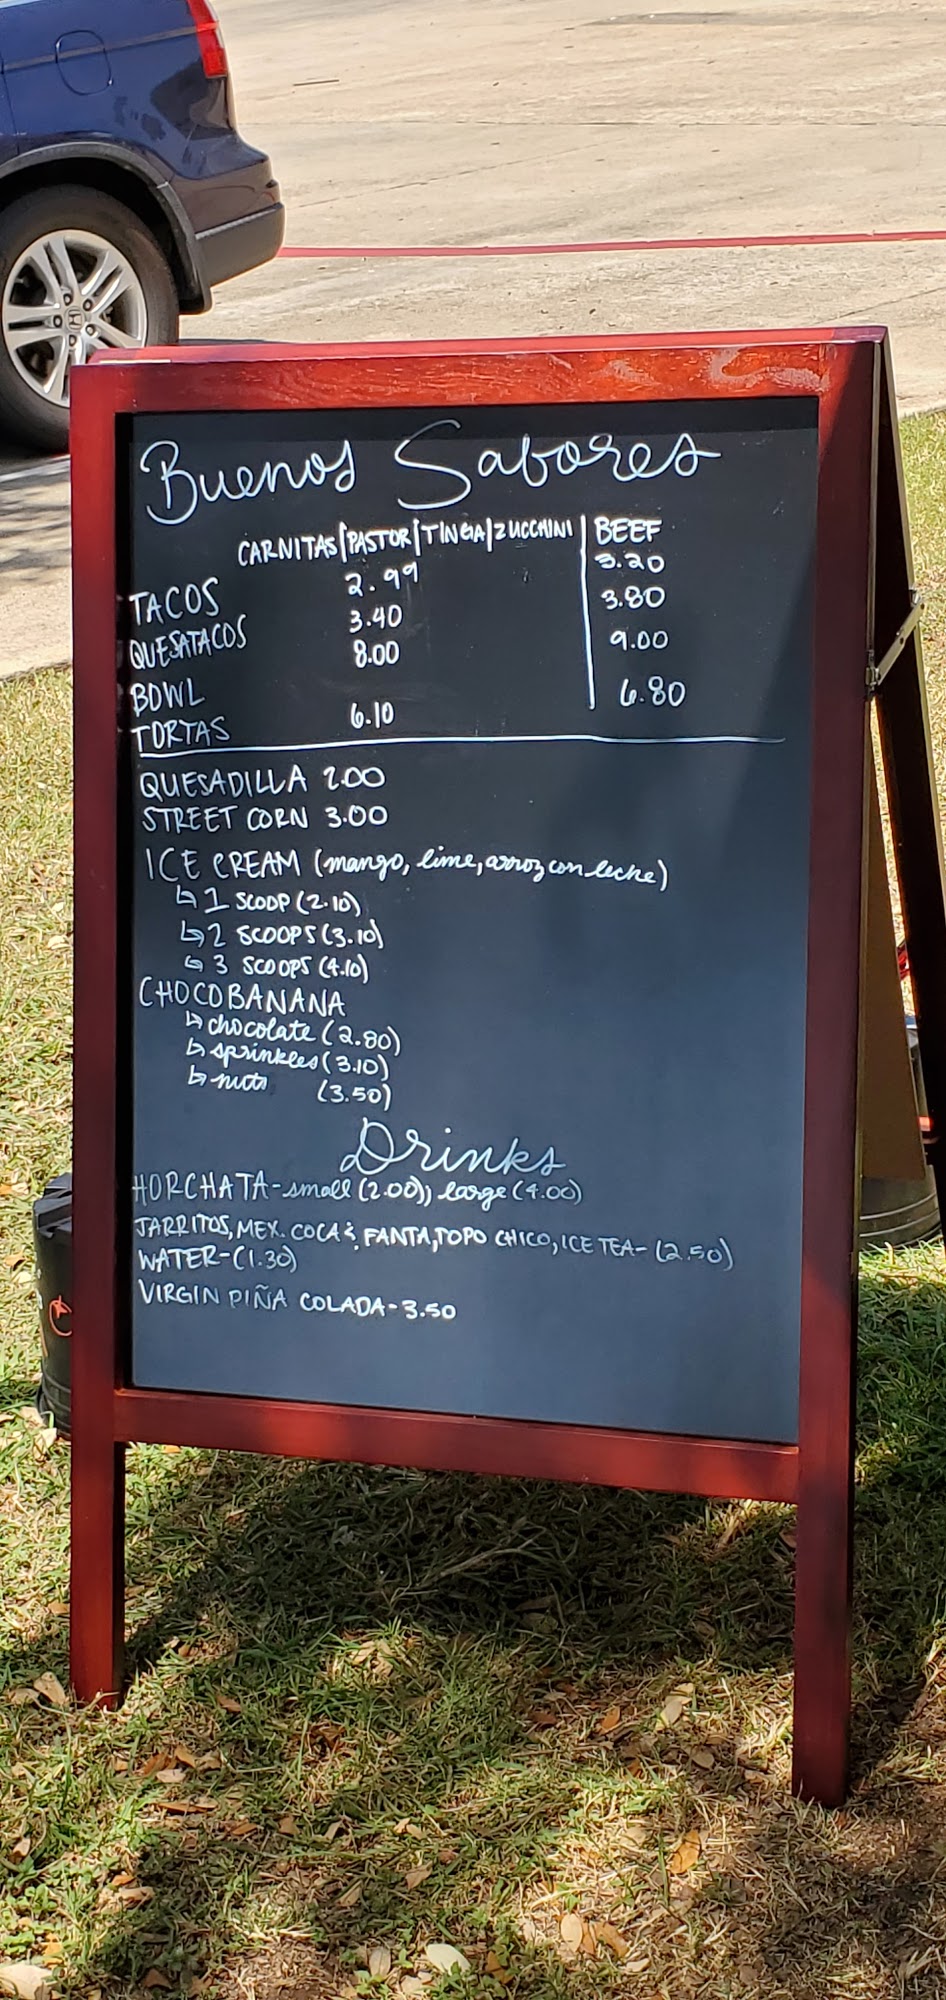 Buenos Sabores
CARNITAS|PASTOR|TINGA|ZUCCHINI | BEEF
TACOS 2.99 3.20
QUESATACOS 3.40 3.80
BOWL 8.00 9.00
TORTAS 6.10 6.80
QUESADILLA 2.00
STREET CORN 3.00
ICE CREAM (mango, lime, arroz con leche)
↳ 1 SCOOP (2.10)
↳ 2 SCOOPS (3.10)
↳ 3 SCOOPS (4.10)
CHOCOBANANA
↳ chocolate (2.80)
↳ sprinkles (3.10)
↳ nuts (3.50)
Drinks
HORCHATA - small (2.00); large (4.00)
JARRITOS, MEX. COCA &, FANTA, TOPO CHICO, ICE TEA - (2.50)
WATER - (1.30)
VIRGIN PIÑA COLADA - 3.50